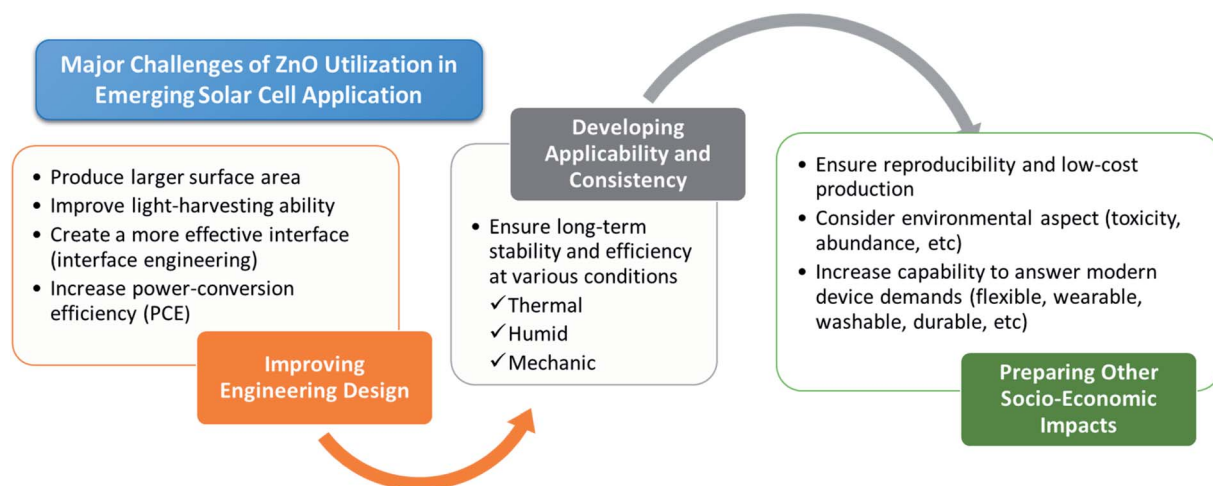 Major Challenges of ZnO Utilization in
Emerging Solar Cell Application
• Produce larger surface area
• Improve light-harvesting ability
• Create a more effective interface
(interface engineering)
• Increase power-conversion
efficiency (PCE)
Improving
Engineering Design
Developing
Applicability and
Consistency
• Ensure long-term
stability and efficiency
at various conditions
✓Thermal
✓Humid
✓Mechanic
• Ensure reproducibility and low-cost
production
• Consider environmental aspect (toxicity,
abundance, etc)
• Increase capability to answer modern
device demands (flexible, wearable,
washable, durable, etc)
Preparing Other
Socio-Economic
Impacts